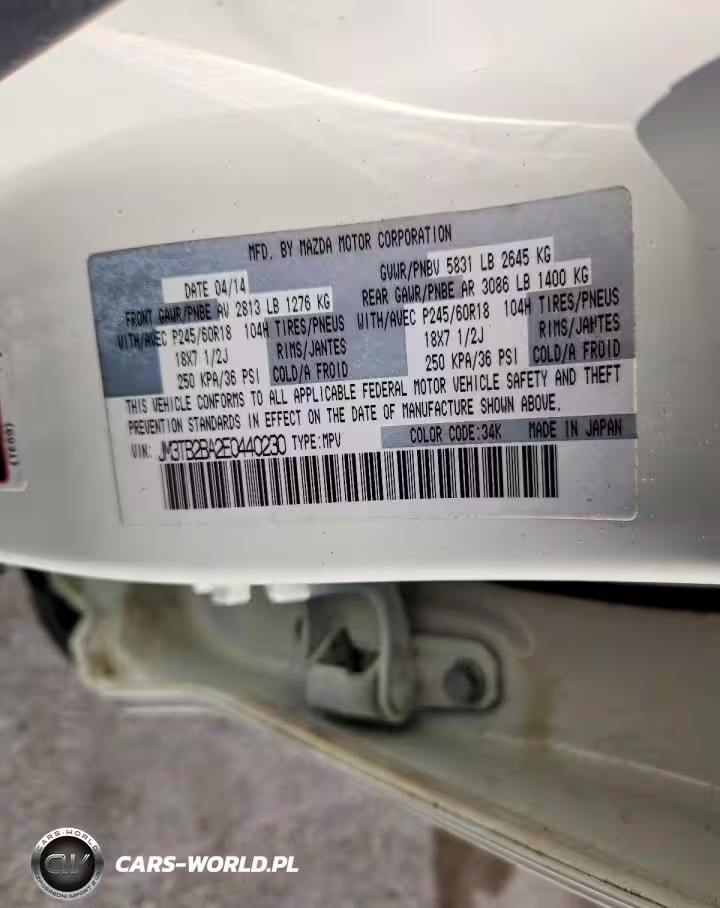 MFD. BY MAZDA MOTOR CORPORATION
DATE 04/14
GVWR/PNBV 5831 LB 2645 KG
FRONT GAWR/PNBE AV 2813 LB 1276 KG
REAR GAWR/PNBE AR 3086 LB 1400 KG
WITH/AVEC P245/60R18 104H TIRES/PNEUS
WITH/AVEC P245/60R18 104H TIRES/PNEUS
18X7 1/2J RIMS/JANTES
18X7 1/2J RIMS/JANTES
250 KPA/36 PSI COLD/A FROID
250 KPA/36 PSI COLD/A FROID
THIS VEHICLE CONFORMS TO ALL APPLICABLE FEDERAL MOTOR VEHICLE SAFETY AND THEFT
PREVENTION STANDARDS IN EFFECT ON THE DATE OF MANUFACTURE SHOWN ABOVE.
VIN: JM3TB2BA2E0440230 TYPE:MPV
COLOR CODE:34K MADE IN JAPAN
(TE69)
CARS-WORLD
CW
CARS-WORLD.PL